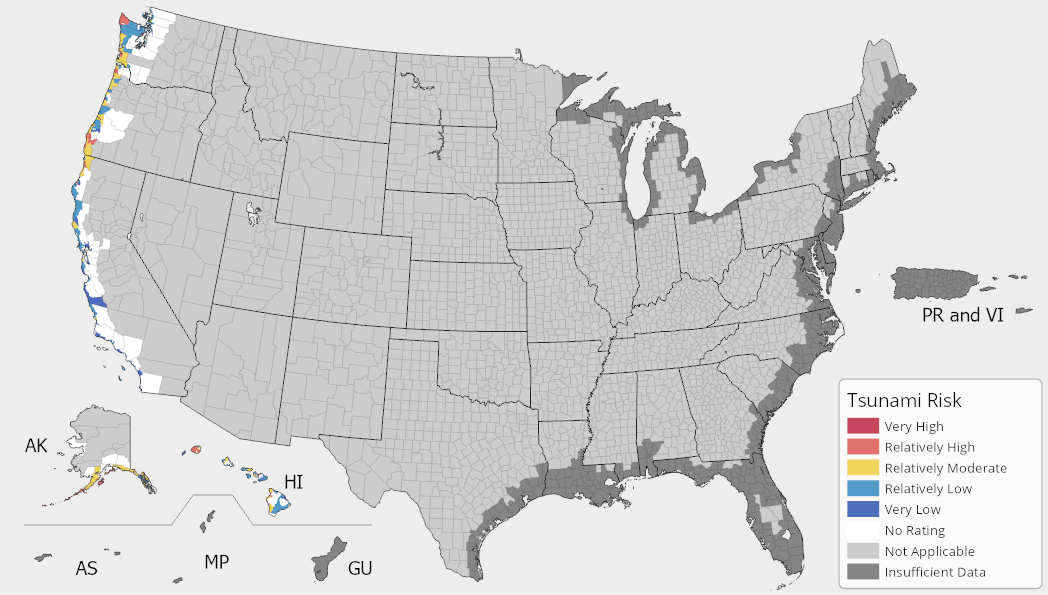 PR and VI
Tsunami Risk
Very High
Relatively High
Relatively Moderate
Relatively Low
Very Low
No Rating
Not Applicable
Insufficient Data
AK
HI
AS
MP
GU